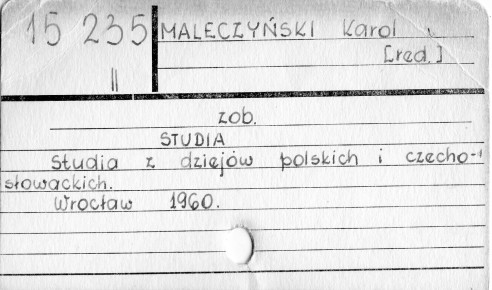 15 235 MALECZYŃSKI Karol
II [red.]
zob.
STUDIA
Studia z dziejów polskich i czecho-
słowackich.
Wrocław 1960.